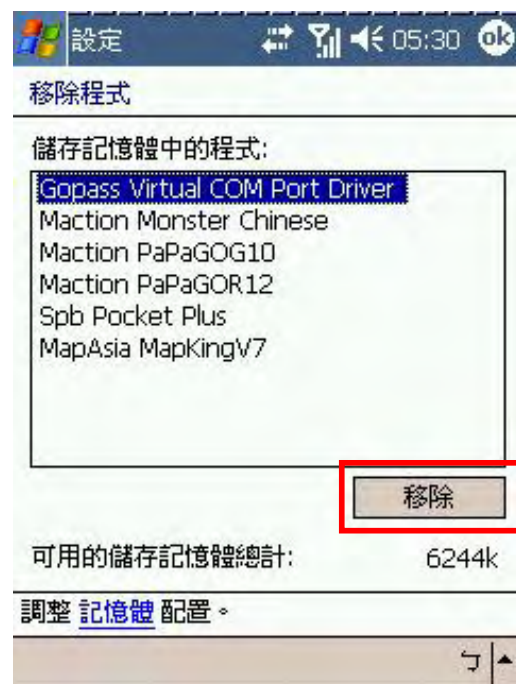 設定 05:30 ok
移除程式
儲存記憶體中的程式:
Gopass Virtual COM Port Driver
Maction Monster Chinese
Maction PaPaGOG10
Maction PaPaGOR12
Spb Pocket Plus
MapAsia MapKingV7
移除
可用的儲存記憶體總計: 6244k
調整 記憶體 配置。
ㄅ